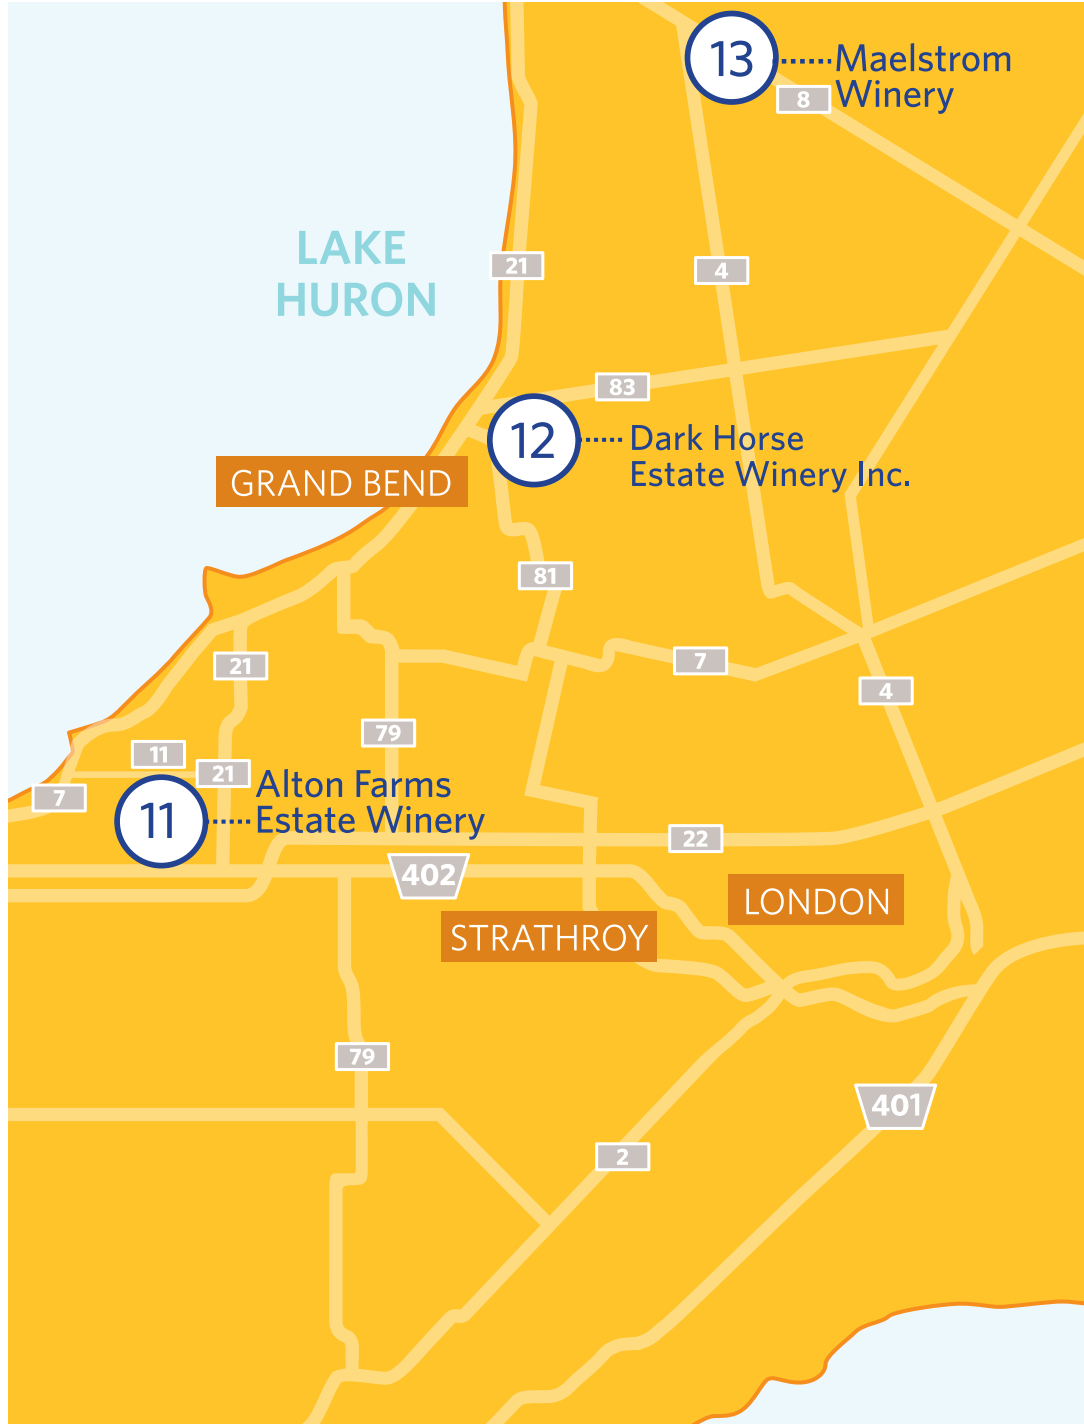 13
Maelstrom
Winery
8
LAKE
HURON
21
4
83
12
Dark Horse
Estate Winery Inc.
GRAND BEND
81
21
7
4
79
11
21
7
11
Alton Farms
Estate Winery
22
402
LONDON
STRATHROY
79
401
2